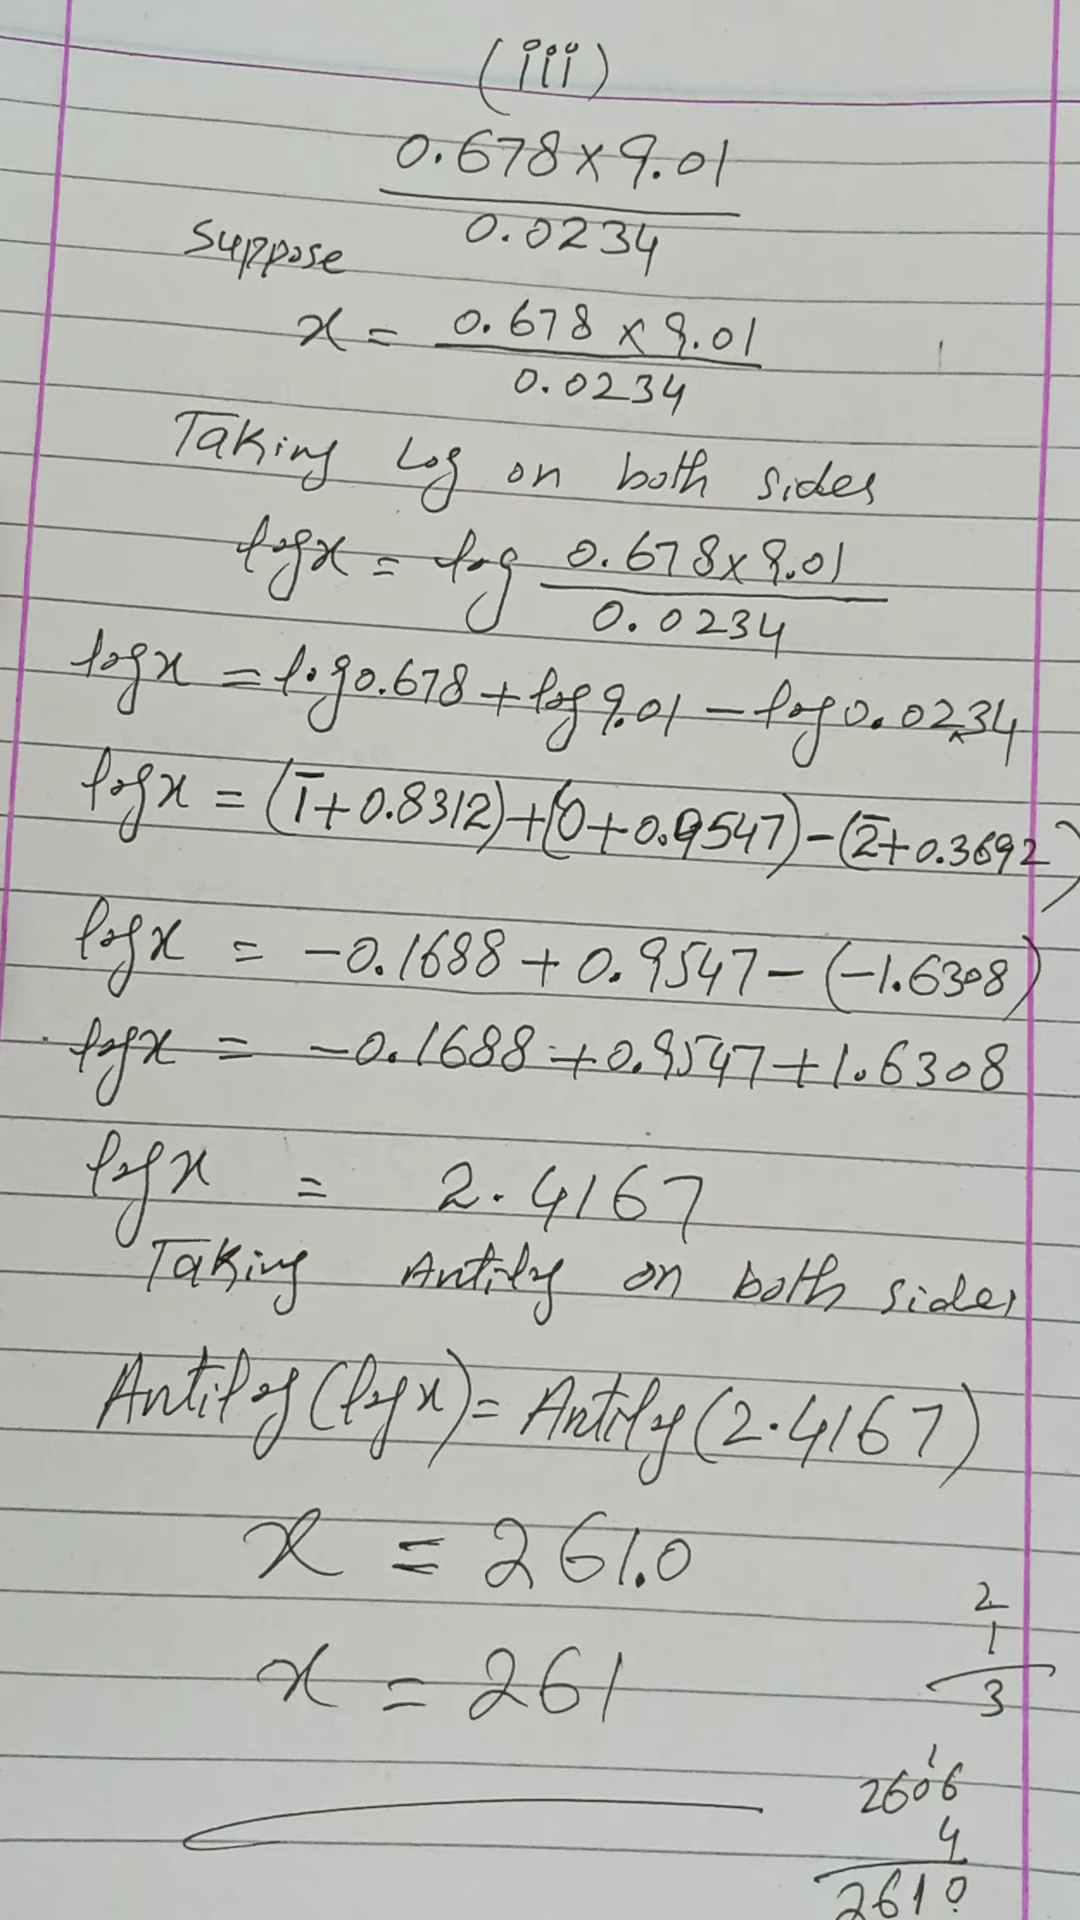 (iii)
0.678 × 9.01
0.0234
Suppose
x = 0.678 × 9.01
0.0234
Taking Log on both sides
log x = log 0.678 × 9.01
0.0234
log x = log 0.678 + log 9.01 – log 0.0234
log x = (1̅ + 0.8312) + (0 + 0.9547) – (2̅ + 0.3692)
log x = –0.1688 + 0.9547 – (–1.6308)
log x = –0.1688 + 0.9547 + 1.6308
log x = 2.4167
Taking Antilog on both sides
Antilog (log x) = Antilog (2.4167)
x = 261.0
x = 261
2
1
3
1
2606
4
2610